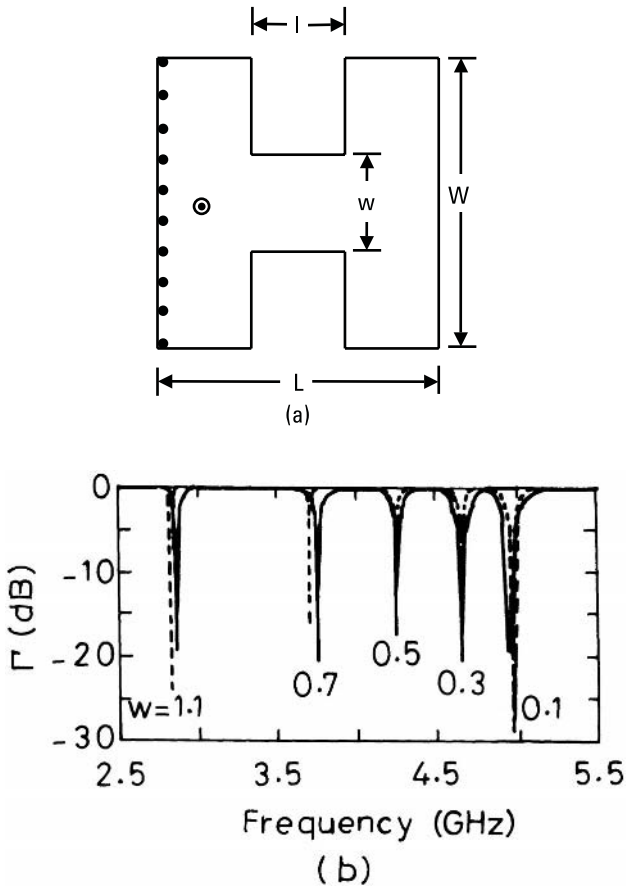 l
w
W
L
(a)
0
-10
-20
-30
Γ (dB)
w=1.1
0.7
0.5
0.3
0.1
2.5 3.5 4.5 5.5
Frequency (GHz)
(b)